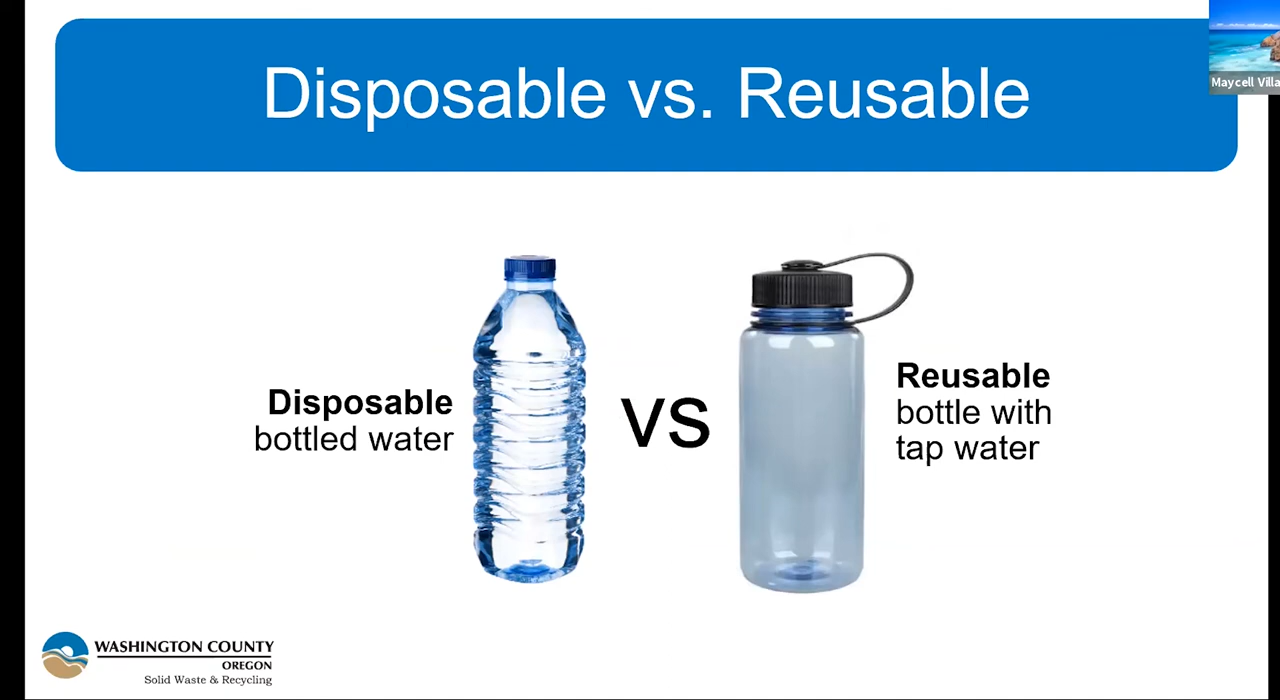 Disposable vs. Reusable
Maycell Villa
Disposable
bottled water
vs
Reusable
bottle with
tap water
WASHINGTON COUNTY
OREGON
Solid Waste & Recycling